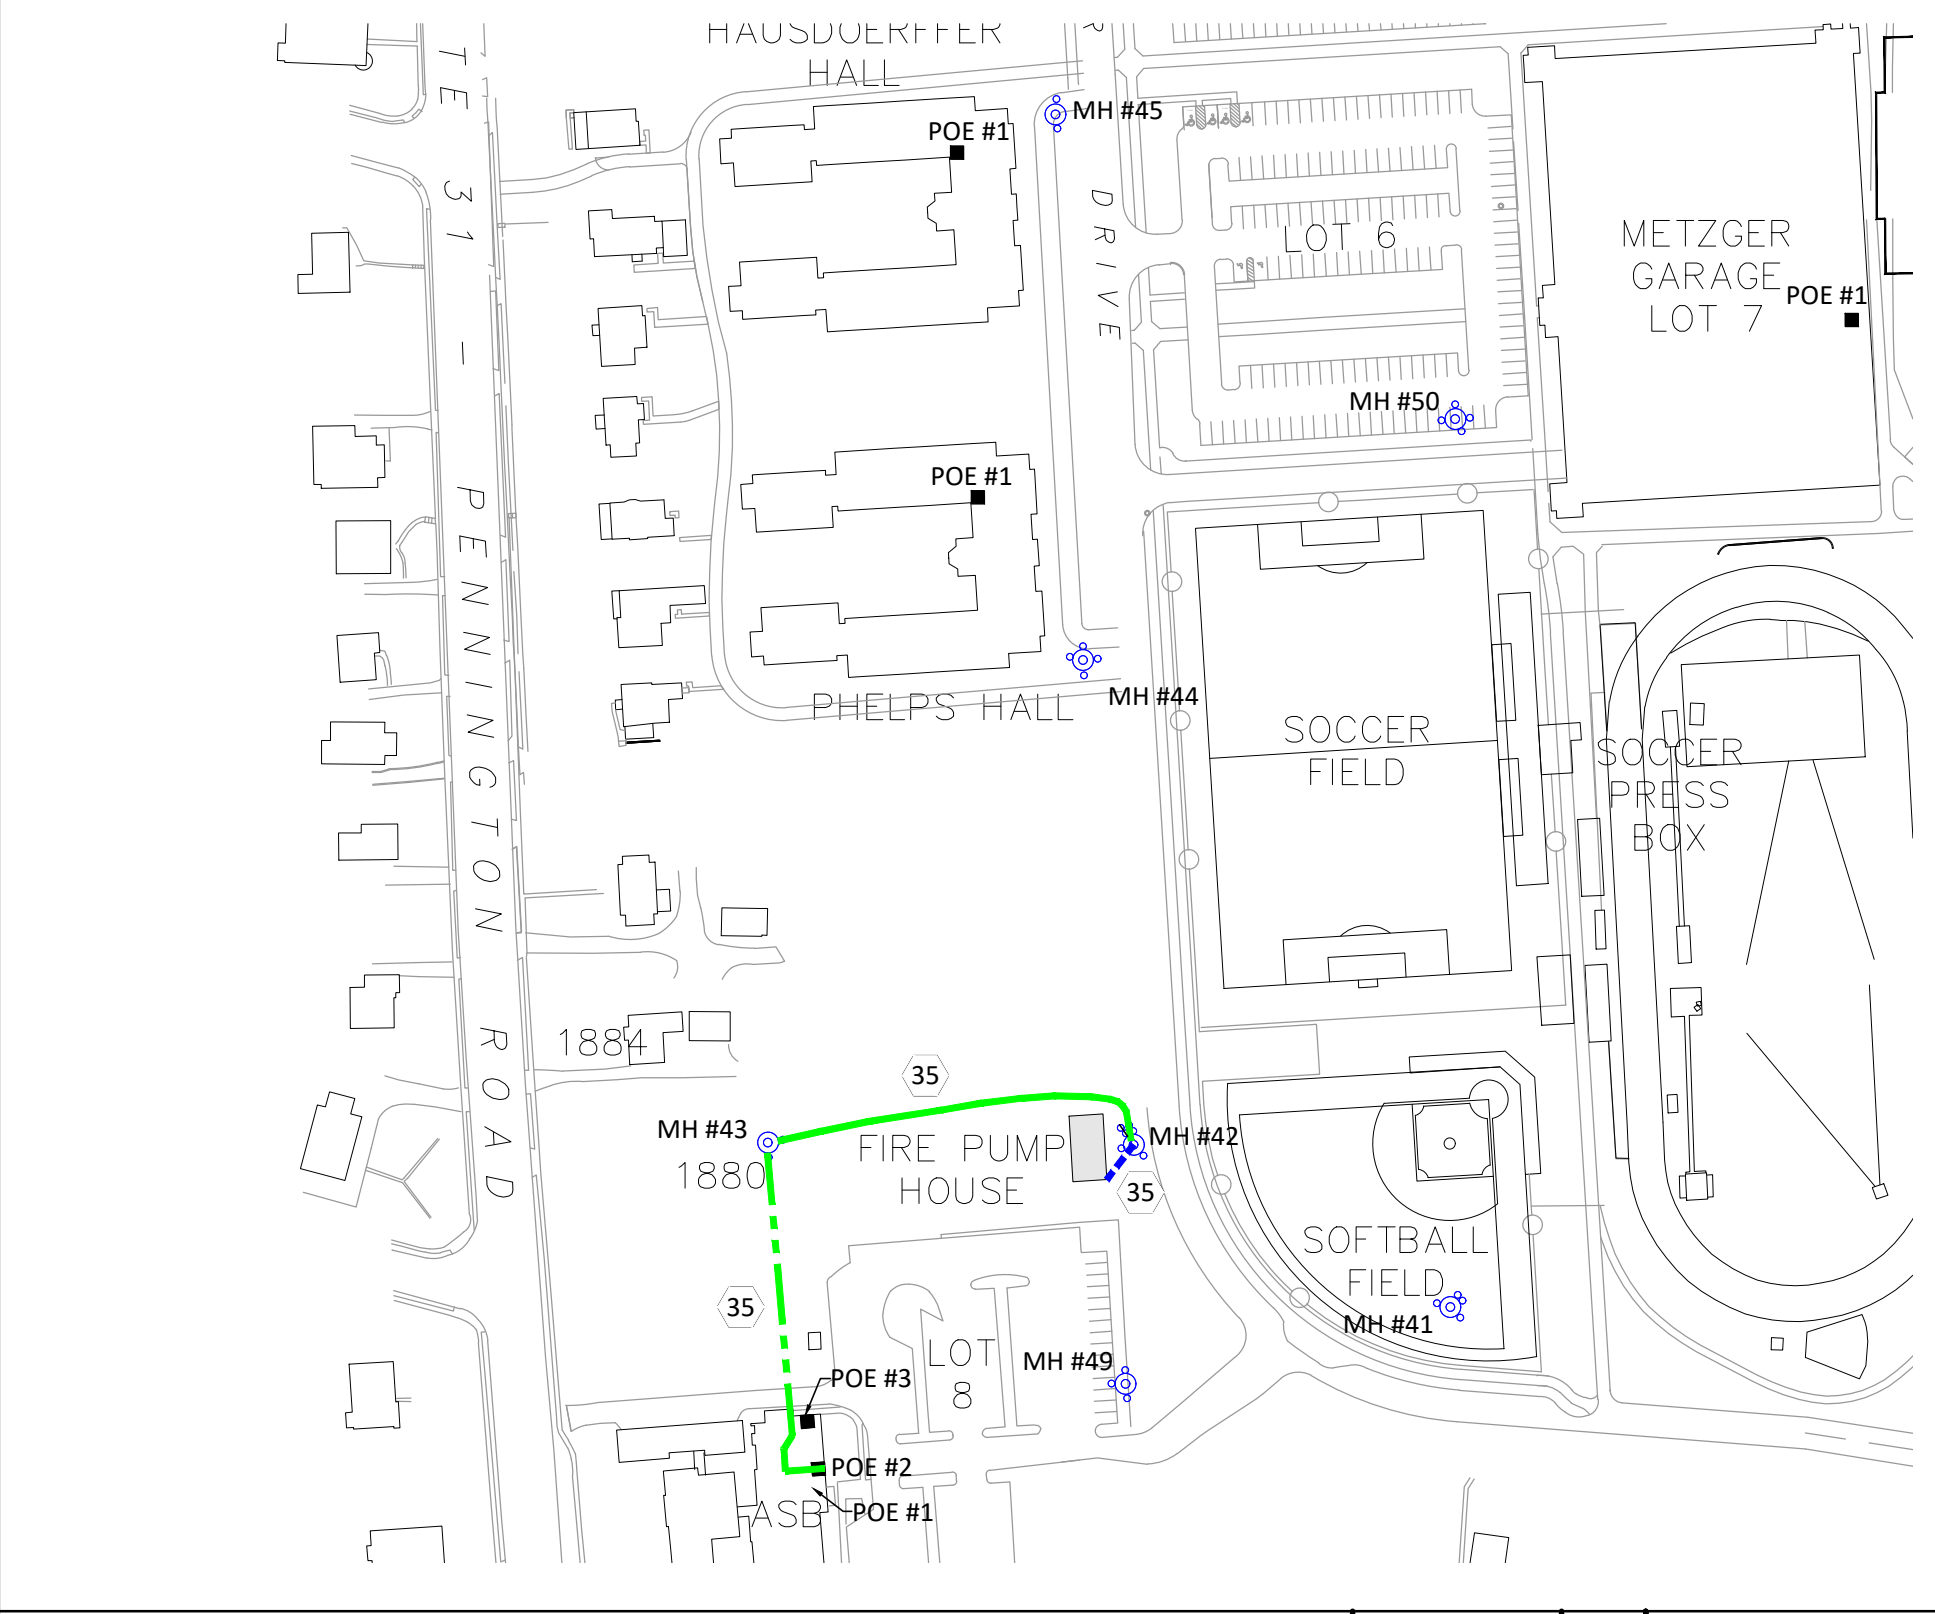 HAUSDOERFFER
HALL
MH #45
POE #1
TE 31 - PENNINGTON ROAD
DRIVE
LOT 6
METZGER
GARAGE
LOT 7
POE #1
MH #50
POE #1
MH #44
PHELPS HALL
SOCCER
FIELD
SOCCER
PRESS
BOX
1884
35
MH #43
1880
FIRE PUMP
HOUSE
MH #42
35
SOFTBALL
FIELD
MH #41
35
LOT
8
MH #49
POE #3
POE #2
POE #1
ASB